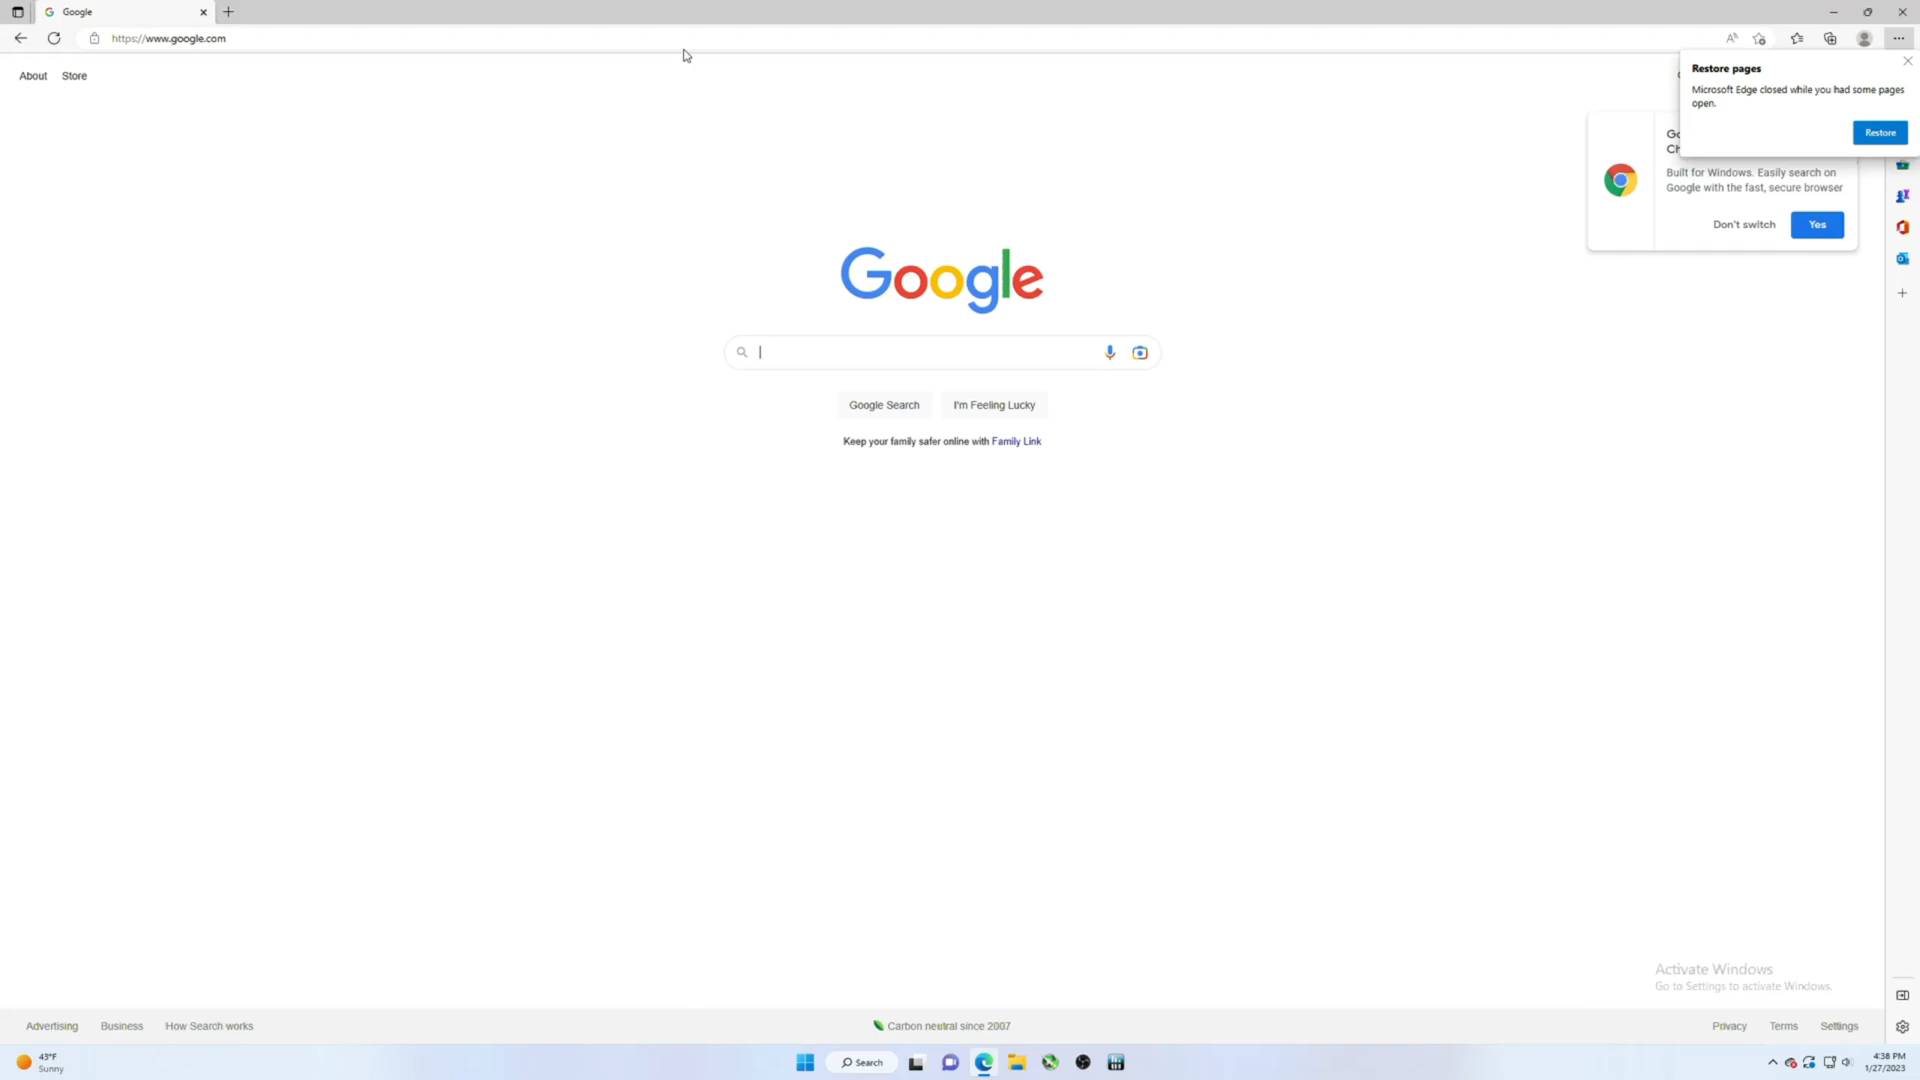 Google
https://www.google.com
About
Store
Restore pages
Microsoft Edge closed while you had some pages
open.
Restore
Built for Windows. Easily search on
Google with the fast, secure browser
Don't switch
Yes
Google
Google Search
I'm Feeling Lucky
Keep your family safer online with Family Link
Activate Windows
Go to Settings to activate Windows.
Advertising
Business
How Search works
Carbon neutral since 2007
Privacy
Terms
Settings
43°F
Sunny
Search
4:38 PM
1/27/2023